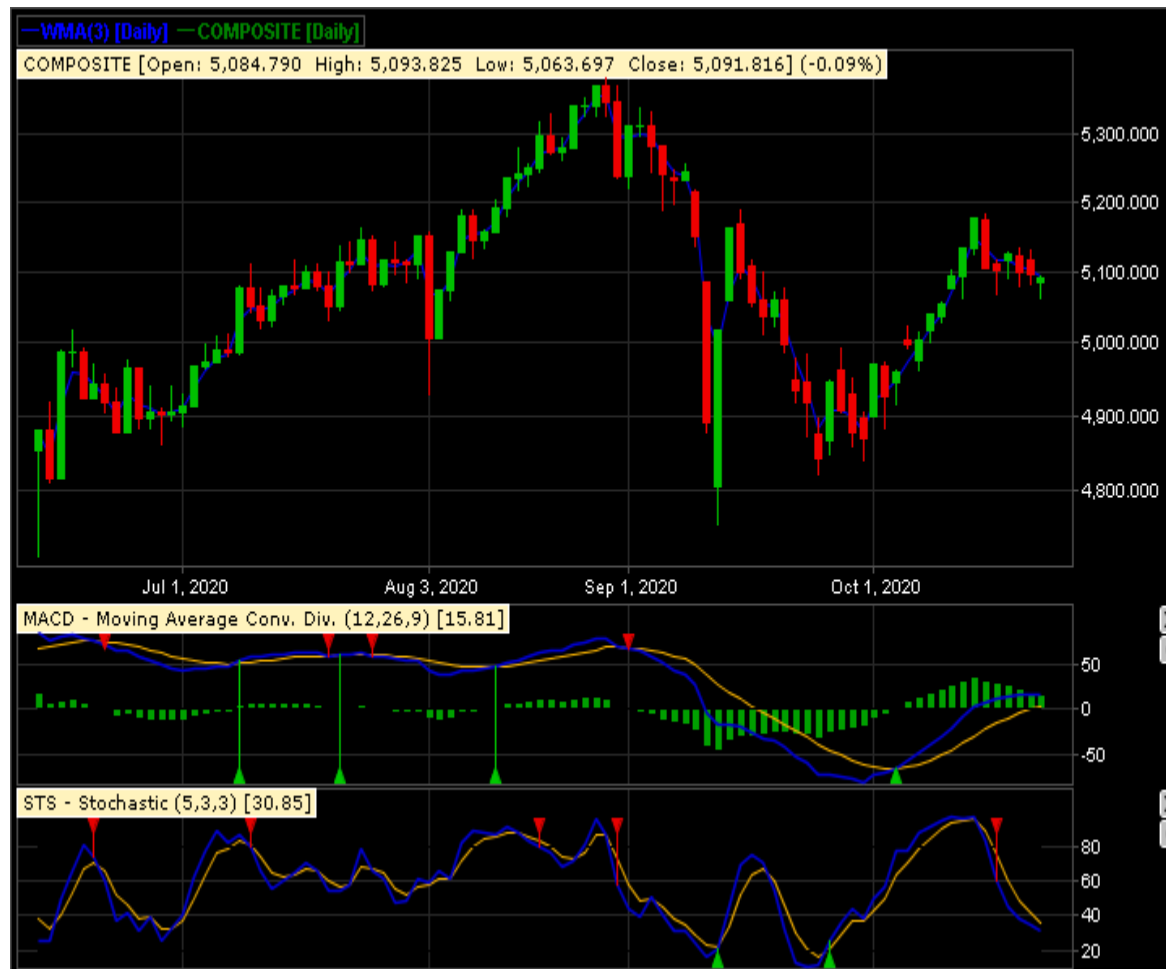 WMA(3) [Daily] COMPOSITE [Daily]
COMPOSITE [Open: 5,084.790 High: 5,093.825 Low: 5,063.697 Close: 5,091.816] (-0.09%)
5,300.000
5,200.000
5,100.000
5,000.000
4,900.000
4,800.000
Jul 1, 2020 Aug 3, 2020 Sep 1, 2020 Oct 1, 2020
MACD - Moving Average Conv. Div. (12,26,9) [15.81]
50
0
-50
STS - Stochastic (5,3,3) [30.85]
80
60
40
20